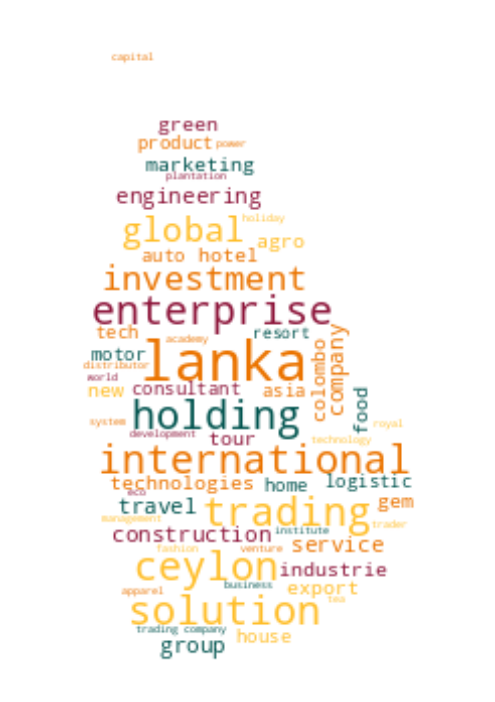 capital
green
product power
marketing
plantation
engineering
holiday
global
agro
auto hotel
investment
enterprise
tech
resort
academy
lanka
colombo
company
motor
distributor
world
new
consultant
asia
food
holding
system
royal
development
tour
technology
international
technologies
home
logistic
eco
travel
trading
gem
management
trader
construction
institute
service
fashion
venture
ceylon
industrie
business
export
apparel
tea
solution
trading company
house
group